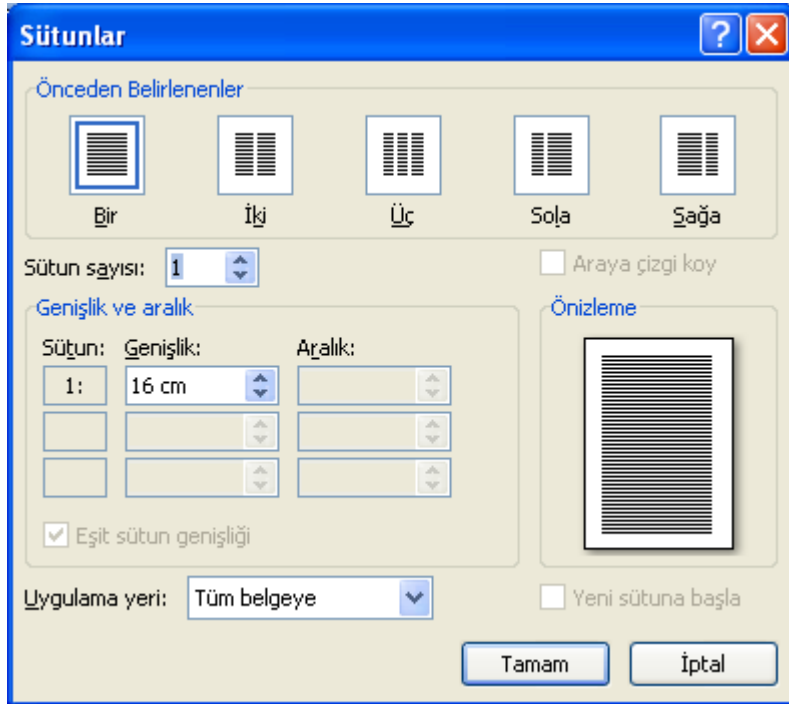 Sütunlar
Önceden Belirlenenler
Bir İki Üç Sola Sağa
Sütun sayısı: 1 Araya çizgi koy
Genişlik ve aralık Önizleme
Sütun: Genişlik: Aralık:
1: 16 cm
Eşit sütun genişliği
Uygulama yeri: Tüm belgeye Yeni sütuna başla
Tamam İptal